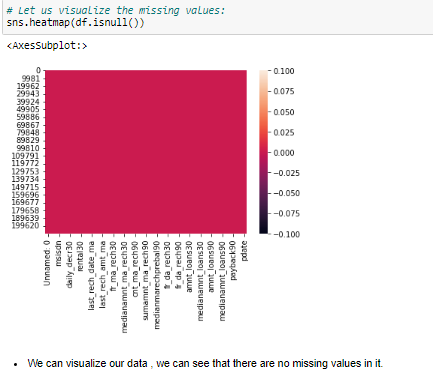 # Let us visualize the missing values:
sns.heatmap(df.isnull())
<AxesSubplot:>
0
9981
19962
29943
39924
49905
59886
69867
79848
89829
99810
109791
119772
129753
139734
149715
159696
169677
179658
189639
199620
0.100
0.075
0.050
0.025
0.000
-0.025
-0.050
-0.075
-0.100
Unnamed: 0
msisdn
daily_decr30
rental30
last_rech_date_ma
last_rech_amt_ma
fr_ma_rech30
medianamnt_ma_rech30
cnt_ma_rech90
sumamnt_ma_rech90
medianmarechprebal90
fr_da_rech30
fr_da_rech90
amnt_loans30
medianamnt_loans30
amnt_loans90
medianamnt_loans90
payback90
pdate
• We can visualize our data , we can see that there are no missing values in it.